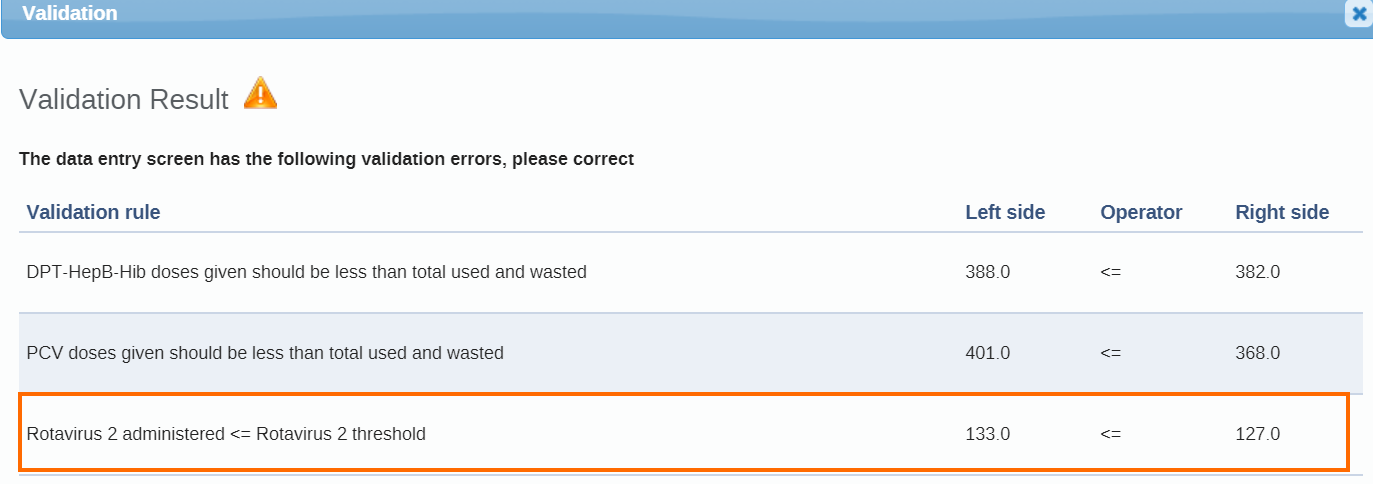 Validation
Validation Result
The data entry screen has the following validation errors, please correct
Validation rule Left side Operator Right side
DPT-HepB-Hib doses given should be less than total used and wasted 388.0 <= 382.0
PCV doses given should be less than total used and wasted 401.0 <= 368.0
Rotavirus 2 administered <= Rotavirus 2 threshold 133.0 <= 127.0